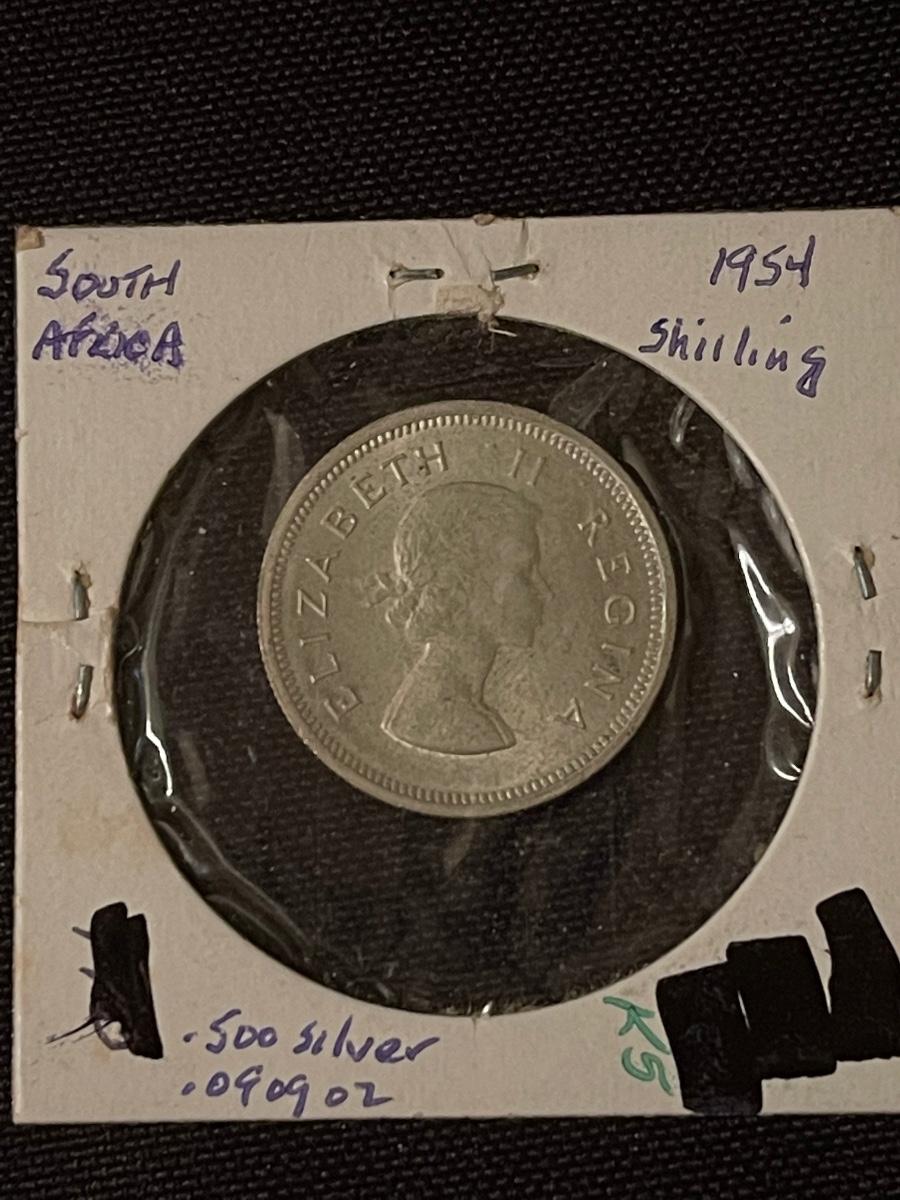 SOUTH
AFRICA
1954
Shilling
ELIZABETH II REGINA
.500 silver
.0909 oz
K5